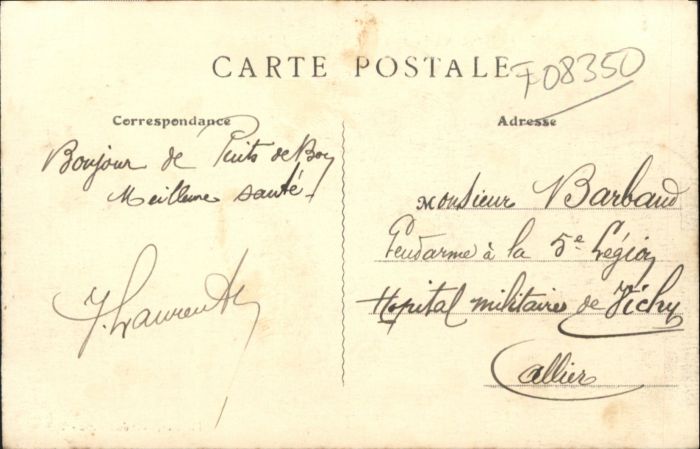 CARTE POSTALE
F08350
Correspondance
Bonjour de Puits de Bon
Meilleure santé.
J. Laurent
Adresse
Monsieur Barbaud
Gendarme à la 5e Légion
Hopital militaire de Vichy
Allier